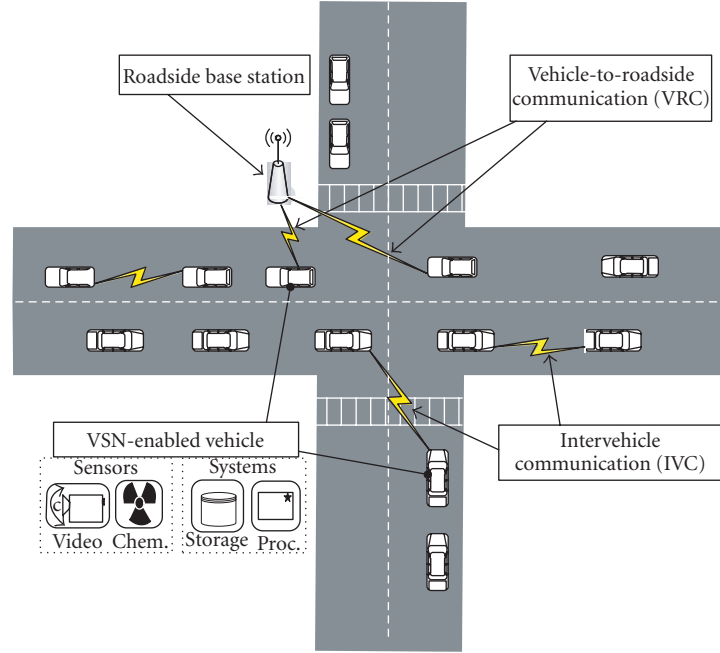 Roadside base station
Vehicle-to-roadside
communication (VRC)
VSN-enabled vehicle
Intervehicle
communication (IVC)
Sensors
Systems
C
Video
Chem.
Storage
Proc.